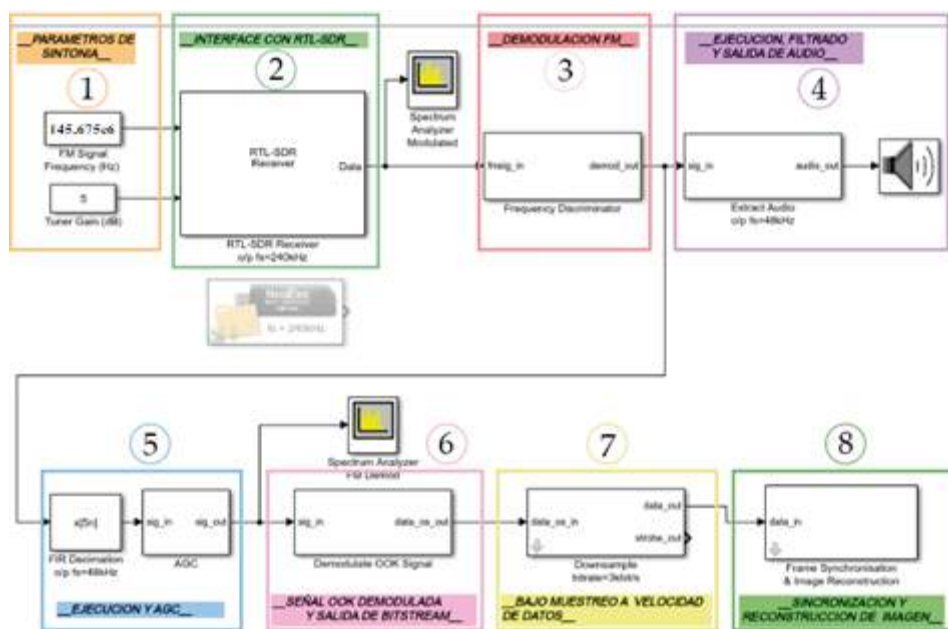 __PARAMETROS DE
SINTONIA__
1
145.675e6
FM Signal
Frequency (Hz)
5
Tuner Gain (dB)
__INTERFACE CON RTL-SDR__
2
RTL-SDR
Receiver
Data
RTL-SDR Receiver
o/p fs=240kHz
fs = 240kHz
Spectrum
Analyzer
Modulated
__DEMODULACION FM__
3
demod_out
Frequency Discriminator
__EJECUCION, FILTRADO
Y SALIDA DE AUDIO__
4
sig_in
audio_out
Extract Audio
o/p fs=48kHz
5
x[5n]
FIR Decimation
o/p fs=48kHz
sig_in
sig_out
AGC
__EJECUCION Y AGC__
Spectrum Analyzer
FM Demod
6
sig_in
data_os_out
Demodulate OOK Signal
__SEÑAL OOK DEMODULADA
Y SALIDA DE BITSTREAM__
7
data_os_in
data_out
strobe_out
Downsample
bitrate=3kbit/s
__BAJO MUESTREO A VELOCIDAD
DE DATOS__
8
data_in
Frame Synchronisation
& Image Reconstruction
__SINCRONIZACION Y
RECONSTRUCCION DE IMAGEN__